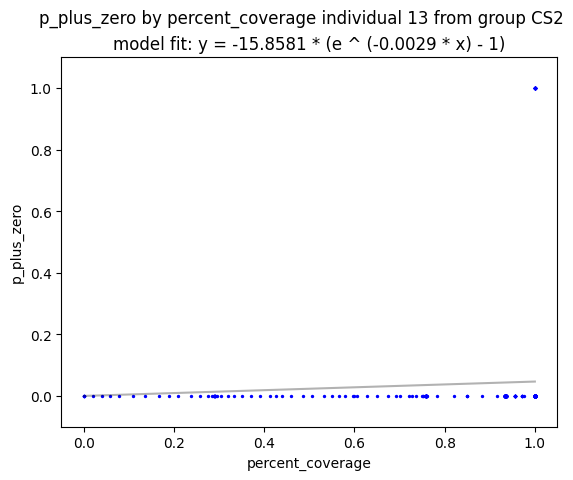 p_plus_zero by percent_coverage individual 13 from group CS2
model fit: y = -15.8581 * (e ^ (-0.0029 * x) - 1)
1.0
0.8
0.6
0.4
0.2
0.0
p_plus_zero
0.0 0.2 0.4 0.6 0.8 1.0
percent_coverage